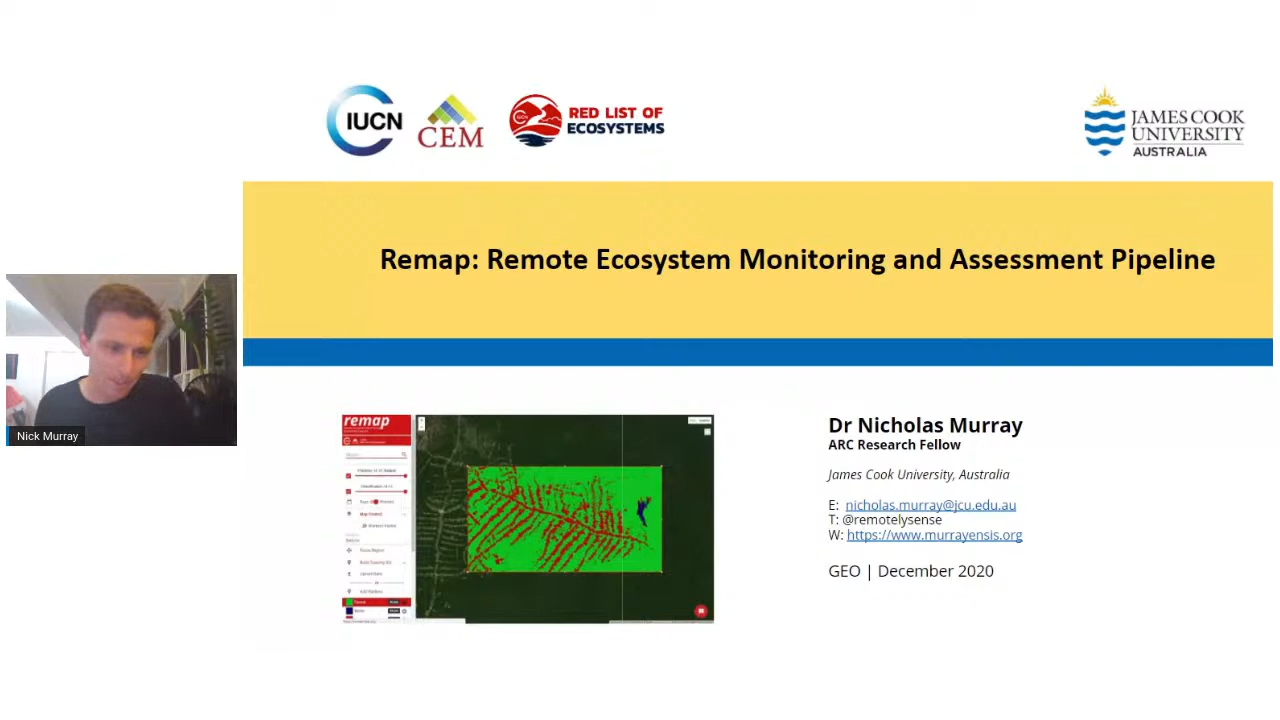 IUCN
CEM
IUCN
RED LIST OF
ECOSYSTEMS
JAMES COOK
UNIVERSITY
AUSTRALIA
Remap: Remote Ecosystem Monitoring and Assessment Pipeline
Nick Murray
remap
Dr Nicholas Murray
ARC Research Fellow
James Cook University, Australia
E: nicholas.murray@jcu.edu.au
T: @remotelysense
W: https://www.murrayensis.org
GEO | December 2020